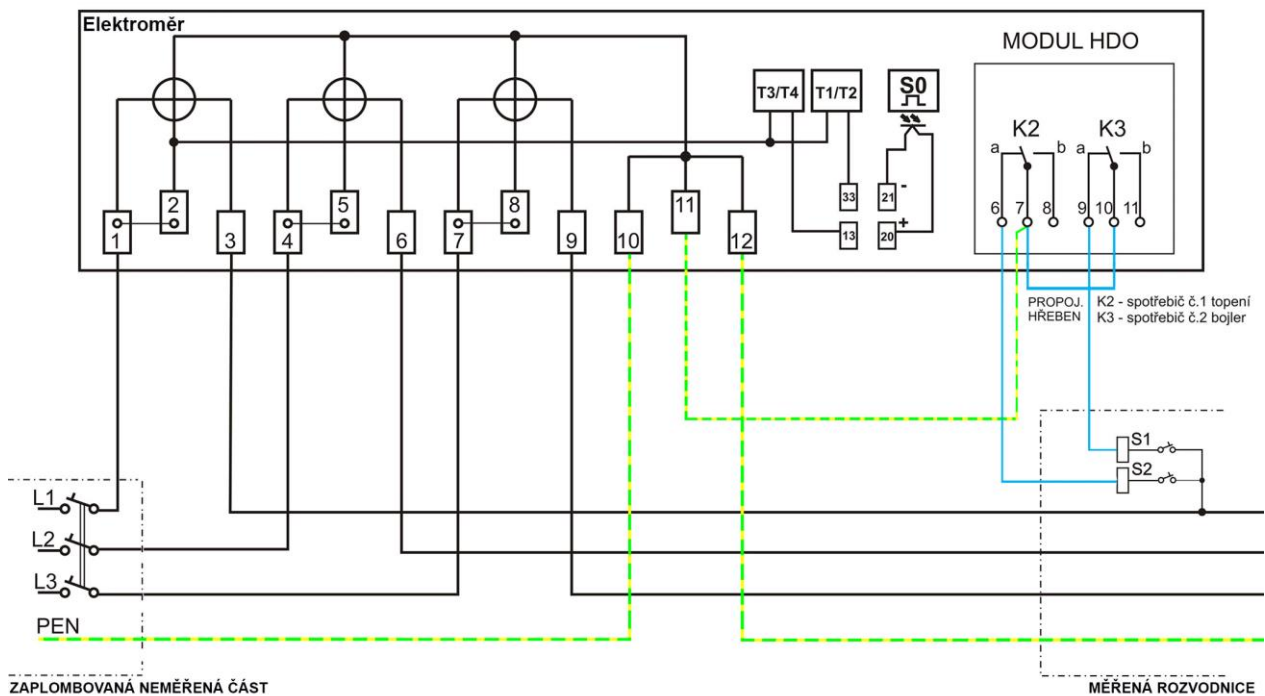 Elektroměr
MODUL HDO
T3/T4 T1/T2 S0
K2 K3
a b a b
33 21 -
6 7 8 9 10 11
13 20 +
1 2 3 4 5 6 7 8 9 10 11 12
PROPOJ.
HŘEBEN
K2 - spotřebič č.1 topení
K3 - spotřebič č.2 bojler
S1
S2
L1
L2
L3
PEN
ZAPLOMBOVANÁ NEMĚŘENÁ ČÁST
MĚŘENÁ ROZVODNICE